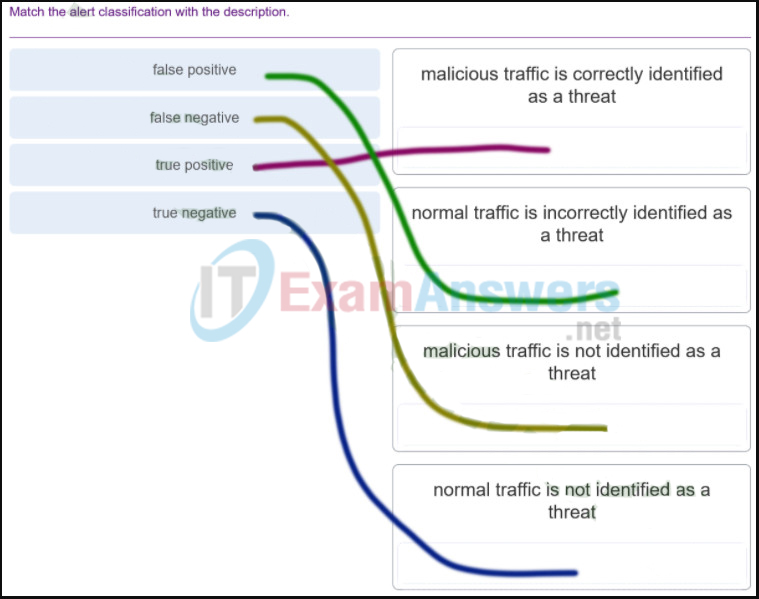 Match the alert classification with the description.
false positive
false negative
true positive
true negative
malicious traffic is correctly identified
as a threat
normal traffic is incorrectly identified as
a threat
malicious traffic is not identified as a
threat
normal traffic is not identified as a
threat
IT ExamAnswers
.net